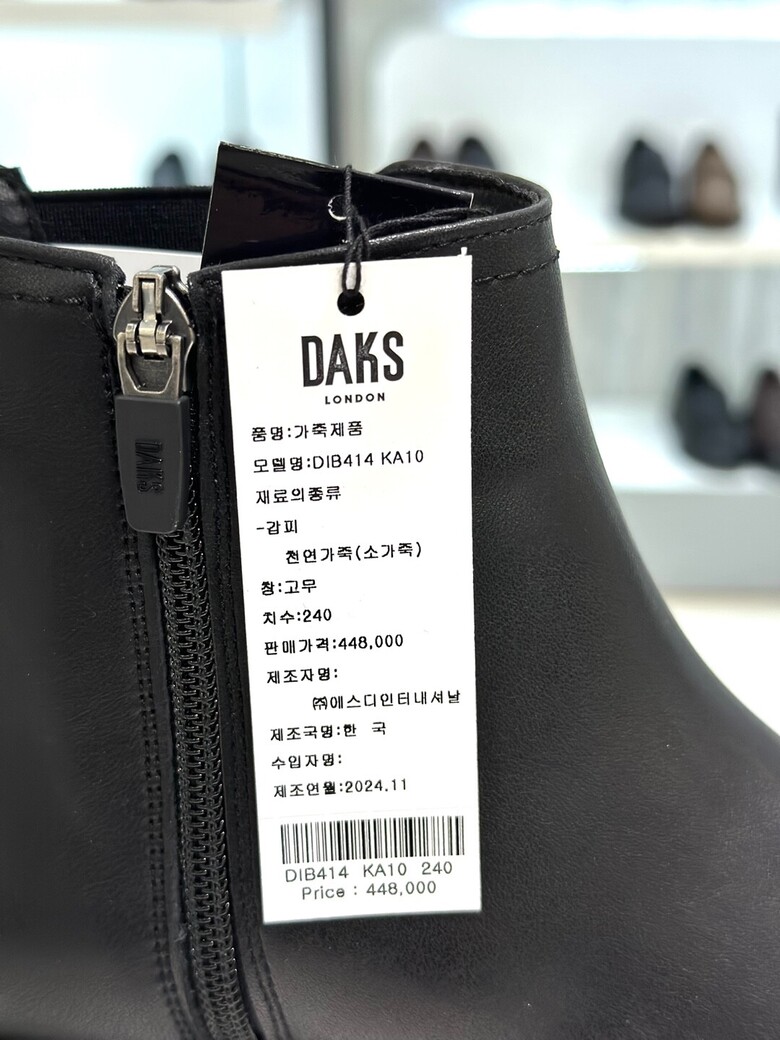 DAKS
LONDON
품명:가죽제품
모델명:DIB414 KA10
재료의종류
-갑피
천연가죽(소가죽)
창:고무
치수:240
판매가격:448,000
제조자명:
㈜에스디인터내셔날
제조국명:한 국
수입자명:
제조연월:2024.11
DIB414 KA10 240
Price : 448,000
DAKS